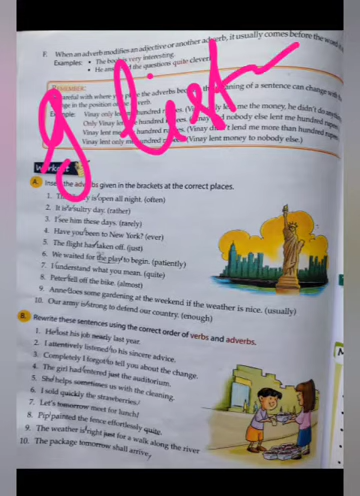 F. When an adverb modifies an adjective or another adverb, it usually comes before the word it
Examples: • The book is very interesting.
• He answered the questions quite cleverly.
g list
REMEMBER:
careful with where you place the adverbs because the meaning of a sentence can change with a
change in the position of the adverb.
Example: Vinay only lent me hundred rupees. (Vinay only lent me the money, he didn't do anything
Only Vinay lent me hundred rupees. (Vinay and nobody else lent me hundred rupees
Vinay lent me only hundred rupees. (Vinay didn't lend me more than hundred rupees
Vinay lent only me hundred rupees. (Vinay lent money to nobody else.)
Worksheet
A. Insert the adverbs given in the brackets at the correct places.
1. The is open all night. (often)
2. It is a sultry day. (rather)
3. I see him these days. (rarely)
4. Have you been to New York? (ever)
5. The flight has taken off. (just)
6. We waited for the play to begin. (patiently)
7. I understand what you mean. (quite)
8. Peter fell off the bike. (almost)
9. Anne does some gardening at the weekend if the weather is nice. (usually)
10. Our army is strong to defend our country. (enough)
B. Rewrite these sentences using the correct order of verbs and adverbs.
1. He lost his job nearly last year.
2. I attentively listened to his sincere advice.
3. Completely I forgot to tell you about the change.
4. The girl had entered just the auditorium.
5. She helps sometimes us with the cleaning.
6. I sold quickly the strawberries.
7. Let's tomorrow meet for lunch!
8. Pip painted the fence effortlessly quite.
9. The weather is right just for a walk along the river
10. The package tomorrow shall arrive.